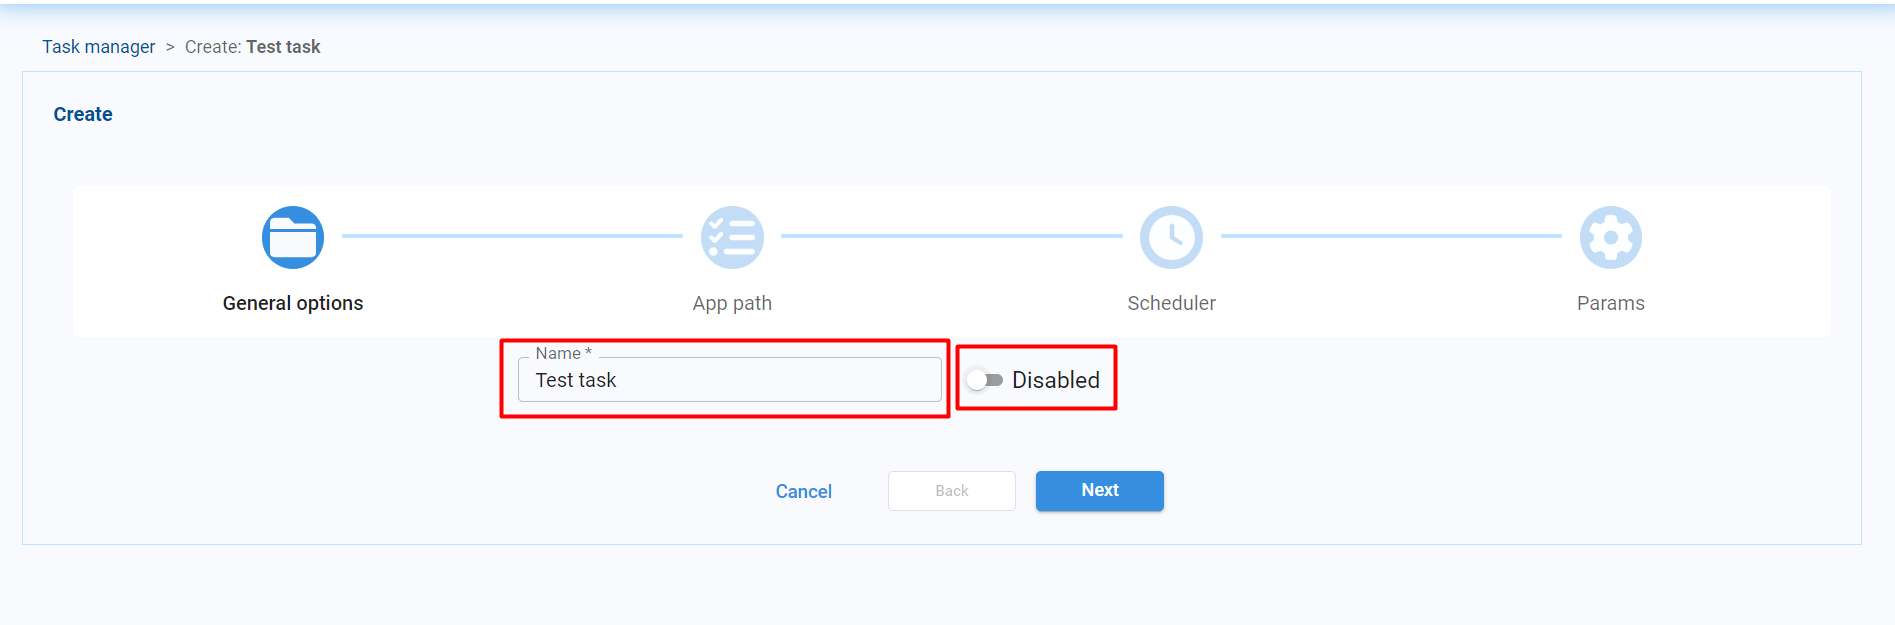 Task manager > Create: Test task
Create
General options
App path
Scheduler
Params
Name *
Test task
Disabled
Cancel
Back
Next